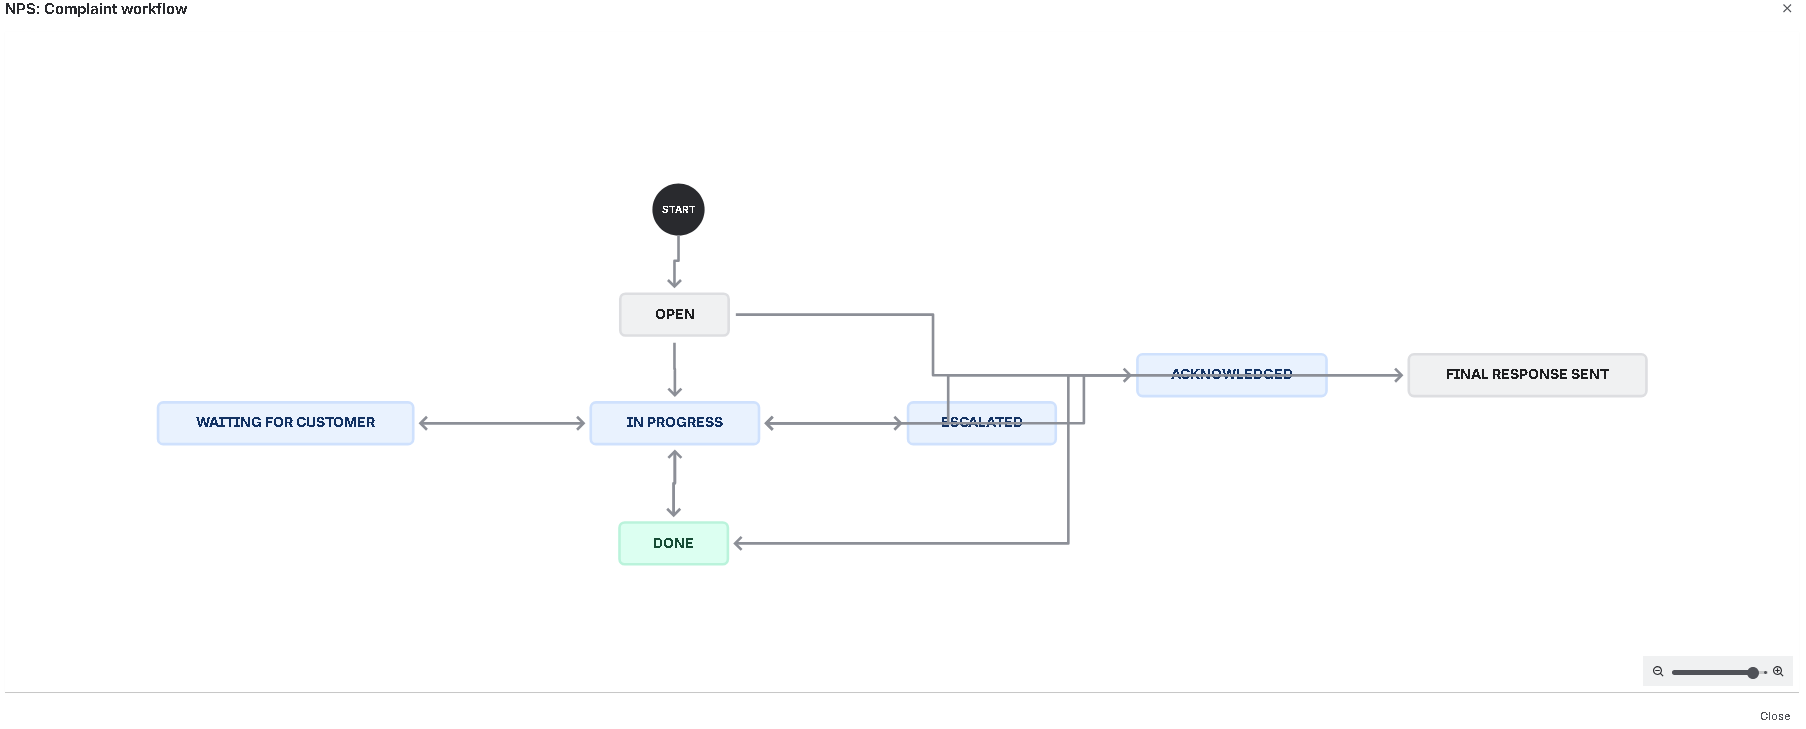 NPS: Complaint workflow
START
OPEN
ACKNOWLEDGED
FINAL RESPONSE SENT
WAITING FOR CUSTOMER
IN PROGRESS
ESCALATED
DONE
Close